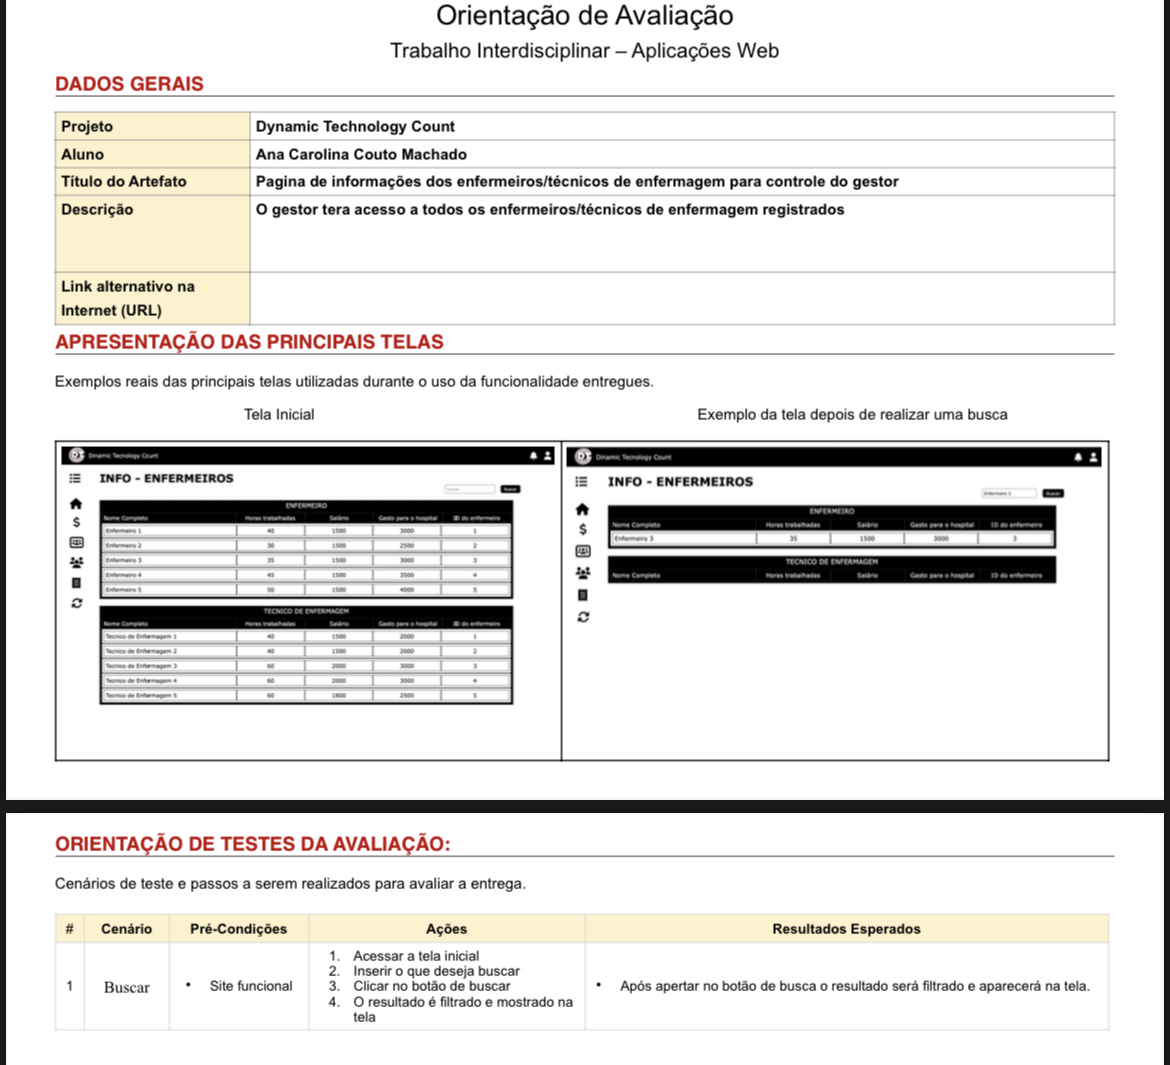 Orientação de Avaliação
Trabalho Interdisciplinar – Aplicações Web
DADOS GERAIS
Projeto Dynamic Technology Count
Aluno Ana Carolina Couto Machado
Título do Artefato Pagina de informações dos enfermeiros/técnicos de enfermagem para controle do gestor
Descrição O gestor tera acesso a todos os enfermeiros/técnicos de enfermagem registrados
Link alternativo na
Internet (URL)
APRESENTAÇÃO DAS PRINCIPAIS TELAS
Exemplos reais das principais telas utilizadas durante o uso da funcionalidade entregues.
Tela Inicial
Exemplo da tela depois de realizar uma busca
Dinamic Tecnology Count
INFO - ENFERMEIROS
Buscar
ENFERMEIRO
Nome Completo Horas trabalhadas Salário Gasto para o hospital ID do enfermeiro
Enfermeiro 1 40 1500 3000 1
Enfermeiro 2 30 1500 2500 2
Enfermeiro 3 35 1500 3000 3
Enfermeiro 4 45 1500 3500 4
Enfermeiro 5 50 1500 4000 5
TECNICO DE ENFERMAGEM
Nome Completo Horas trabalhadas Salário Gasto para o hospital ID do enfermeiro
Tecnico de Enfermagem 1 40 1500 2000 1
Tecnico de Enfermagem 2 40 1500 2000 2
Tecnico de Enfermagem 3 60 2000 3000 3
Tecnico de Enfermagem 4 60 2000 3000 4
Tecnico de Enfermagem 5 60 1800 2500 5
Dinamic Tecnology Count
INFO - ENFERMEIROS
Enfermeiro 3 Buscar
ENFERMEIRO
Nome Completo Horas trabalhadas Salário Gasto para o hospital ID do enfermeiro
Enfermeiro 3 35 1500 3000 3
TECNICO DE ENFERMAGEM
Nome Completo Horas trabalhadas Salário Gasto para o hospital ID do enfermeiro
ORIENTAÇÃO DE TESTES DA AVALIAÇÃO:
Cenários de teste e passos a serem realizados para avaliar a entrega.
# Cenário Pré-Condições Ações Resultados Esperados
1 Buscar
• Site funcional
1. Acessar a tela inicial
2. Inserir o que deseja buscar
3. Clicar no botão de buscar
4. O resultado é filtrado e mostrado na
tela
• Após apertar no botão de busca o resultado será filtrado e aparecerá na tela.